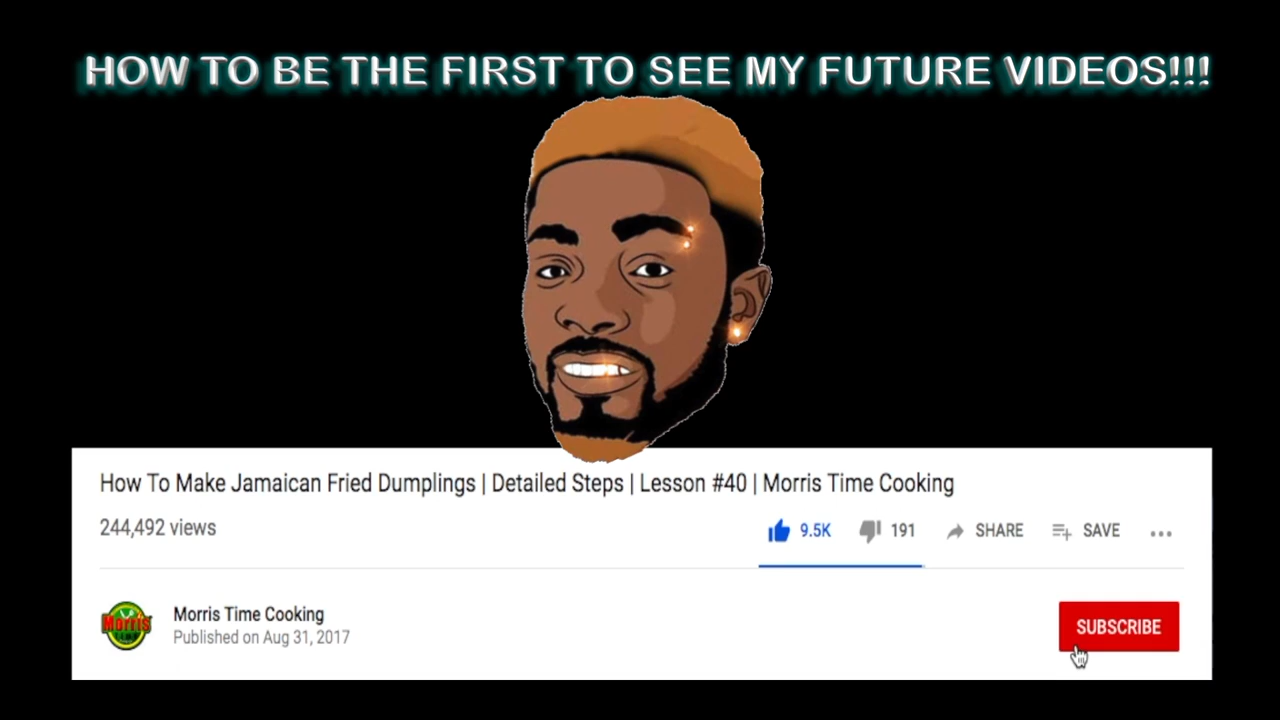 HOW TO BE THE FIRST TO SEE MY FUTURE VIDEOS!!!
How To Make Jamaican Fried Dumplings | Detailed Steps | Lesson #40 | Morris Time Cooking
244,492 views
9.5K
191
SHARE
SAVE
Morris
Morris Time Cooking
Published on Aug 31, 2017
SUBSCRIBE